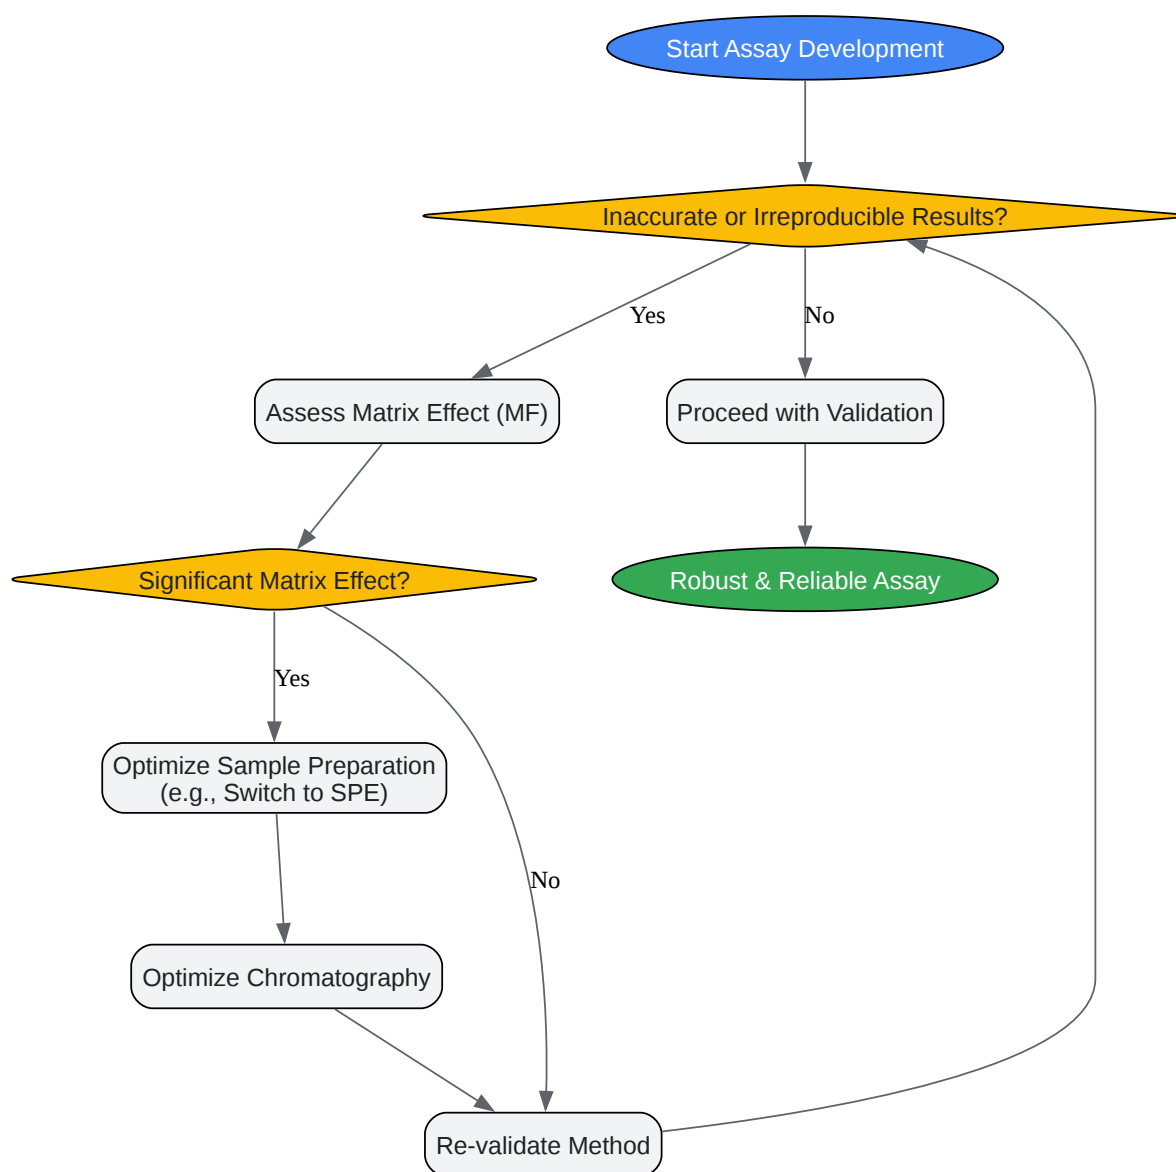 Start Assay Development
Inaccurate or Irreproducible Results?
Yes
No
Assess Matrix Effect (MF)
Proceed with Validation
Significant Matrix Effect?
Robust & Reliable Assay
Yes
Optimize Sample Preparation
(e.g., Switch to SPE)
No
Optimize Chromatography
Re-validate Method